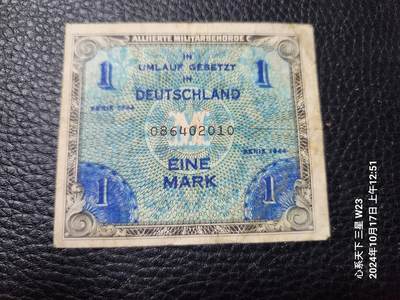 ALLIIERTE MILITÄRBEHÖRDE
1 IN 1
UMLAUF GESETZT
IN
DEUTSCHLAND
SERIE 1944
M
086402010
SERIE 1944
EINE
MARK
1 1
心系天下 三星 W23
2024年10月17日 上午12:51